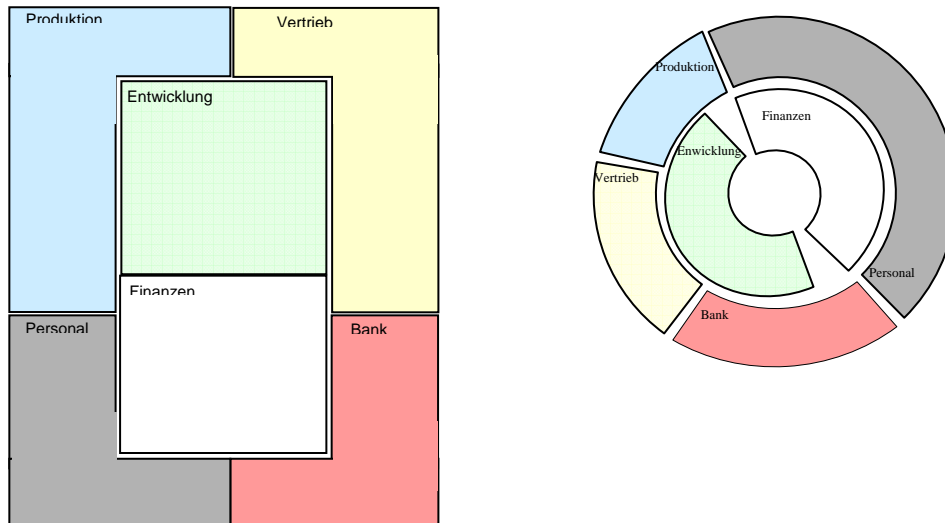 Produktion
Vertrieb
Entwicklung
Finanzen
Personal
Bank
Produktion
Finanzen
Enwicklung
Vertrieb
Personal
Bank